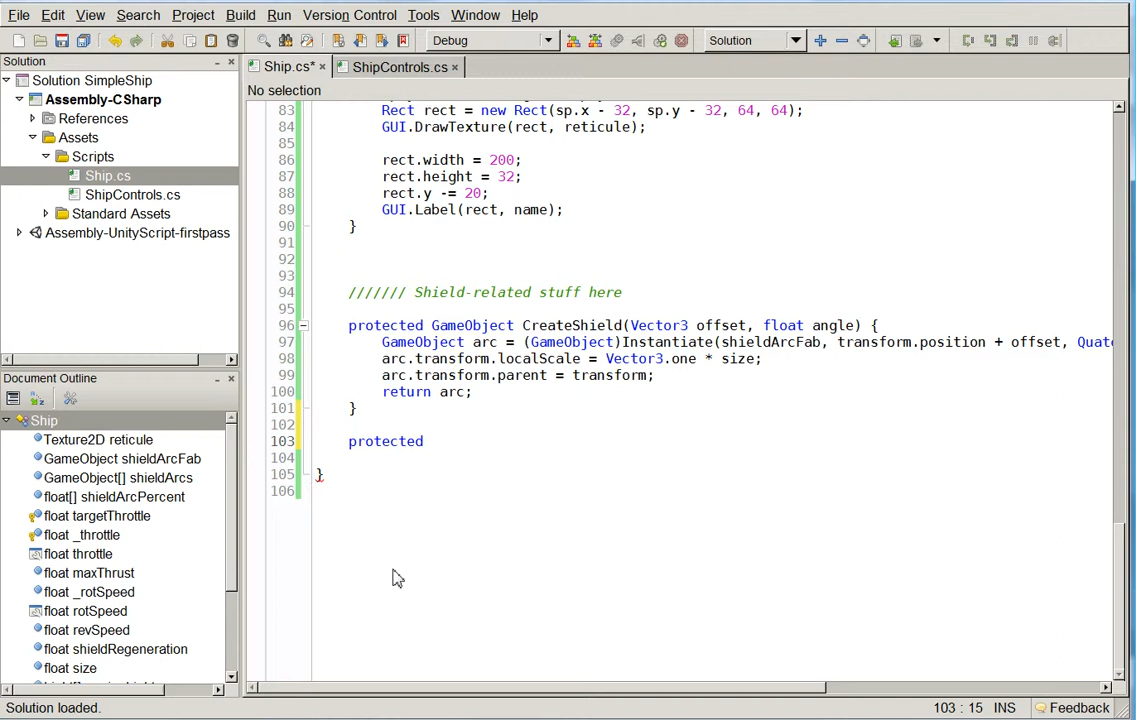 File Edit View Search Project Build Run Version Control Tools Window Help
Debug Solution
Solution
Solution SimpleShip
Assembly-CSharp
References
Assets
Scripts
Ship.cs
ShipControls.cs
Standard Assets
Assembly-UnityScript-firstpass
Document Outline
Ship
Texture2D reticule
GameObject shieldArcFab
GameObject[] shieldArcs
float[] shieldArcPercent
float targetThrottle
float _throttle
float throttle
float maxThrust
float _rotSpeed
float rotSpeed
float revSpeed
float shieldRegeneration
float size
Ship.cs* × ShipControls.cs ×
No selection
83 Rect rect = new Rect(sp.x - 32, sp.y - 32, 64, 64);
84 GUI.DrawTexture(rect, reticule);
85
86 rect.width = 200;
87 rect.height = 32;
88 rect.y -= 20;
89 GUI.Label(rect, name);
90 }
91
92
93
94 /////// Shield-related stuff here
95
96 protected GameObject CreateShield(Vector3 offset, float angle) {
97 GameObject arc = (GameObject)Instantiate(shieldArcFab, transform.position + offset, Quate
98 arc.transform.localScale = Vector3.one * size;
99 arc.transform.parent = transform;
100 return arc;
101 }
102
103 protected
104
105 }
106
Solution loaded. 103 : 15 INS Feedback